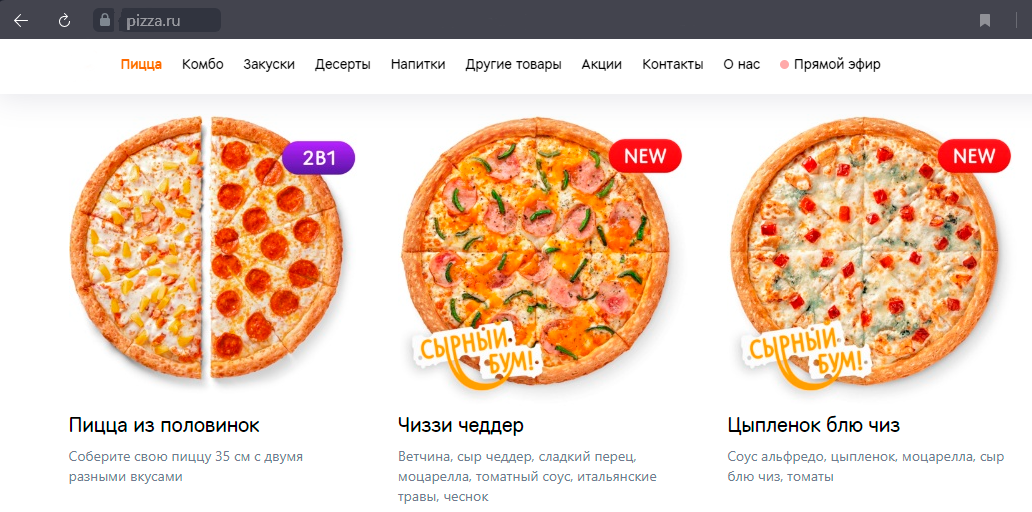 pizza.ru
Пицца Комбо Закуски Десерты Напитки Другие товары Акции Контакты О нас Прямой эфир
2В1
NEW
NEW
СЫРНЫЙ
БУМ!
СЫРНЫЙ
БУМ!
Пицца из половинок
Соберите свою пиццу 35 см с двумя
разными вкусами
Чиззи чеддер
Ветчина, сыр чеддер, сладкий перец,
моцарелла, томатный соус, итальянские
травы, чеснок
Цыпленок блю чиз
Соус альфредо, цыпленок, моцарелла, сыр
блю чиз, томаты